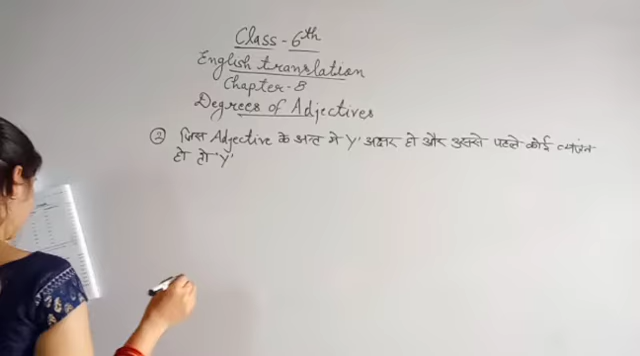 Class - 6th
English translation
Chapter-8
Degrees of Adjectives
② जिस Adjective के अन्त मे 'Y' अक्षर हो और उससे पहले कोई व्यंजन
हो तो 'Y'